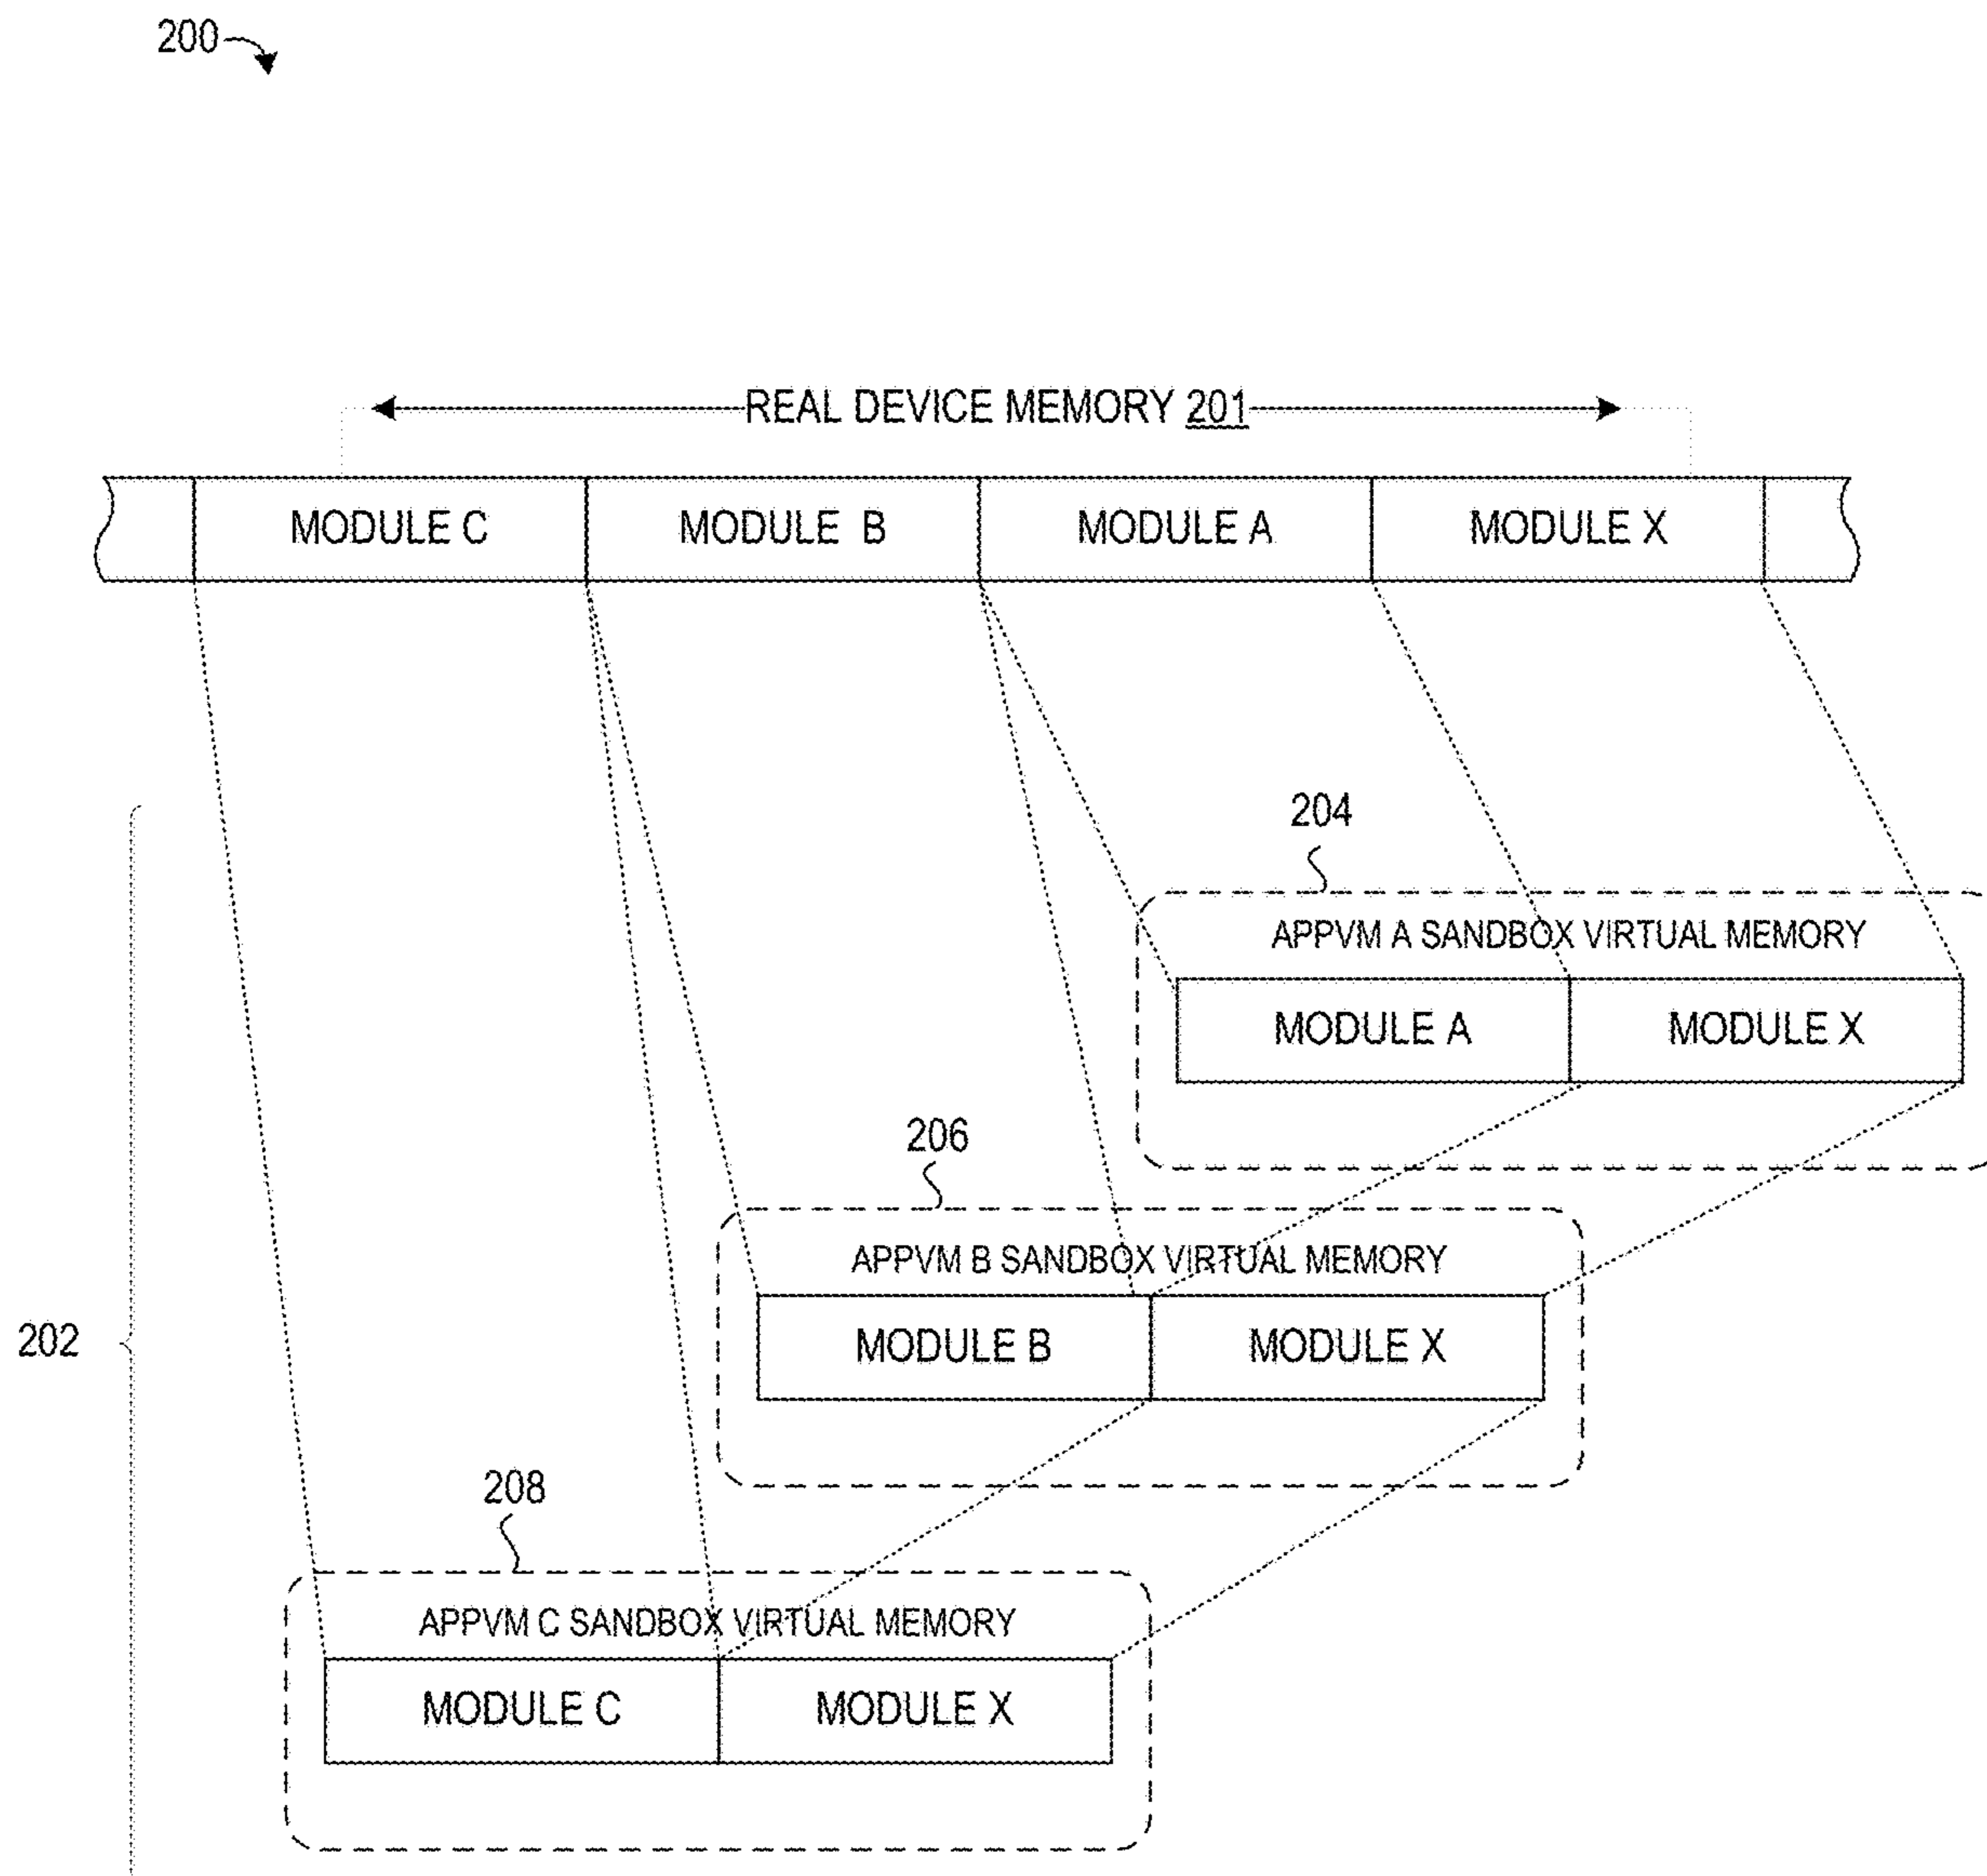 200
REAL DEVICE MEMORY 201
MODULE C MODULE B MODULE A MODULE X
204
APPVM A SANDBOX VIRTUAL MEMORY
MODULE A MODULE X
206
APPVM B SANDBOX VIRTUAL MEMORY
202
MODULE B MODULE X
208
APPVM C SANDBOX VIRTUAL MEMORY
MODULE C MODULE X